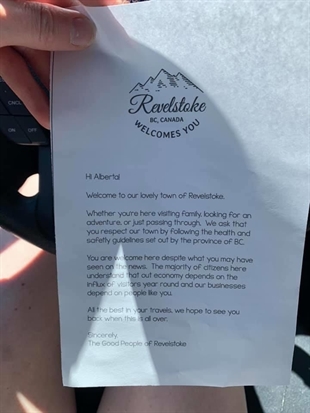 Revelstoke
BC, CANADA
WELCOMES YOU
Hi Alberta!
Welcome to our lovely town of Revelstoke.
Whether you're here visiting family, looking for an
adventure, or just passing through. We ask that
you respect our town by following the health and
saffety guidelines set out by the province of BC.
You are welcome here despite what you may have
seen on the news. The majority of citizens here
understand that out economy depends on the
influx of visitors year round and our businesses
depend on people like you.
All the best in your travels, we hope to see you
back when this in all over.
Sincerely,
The Good People of Revelstoke
OFF